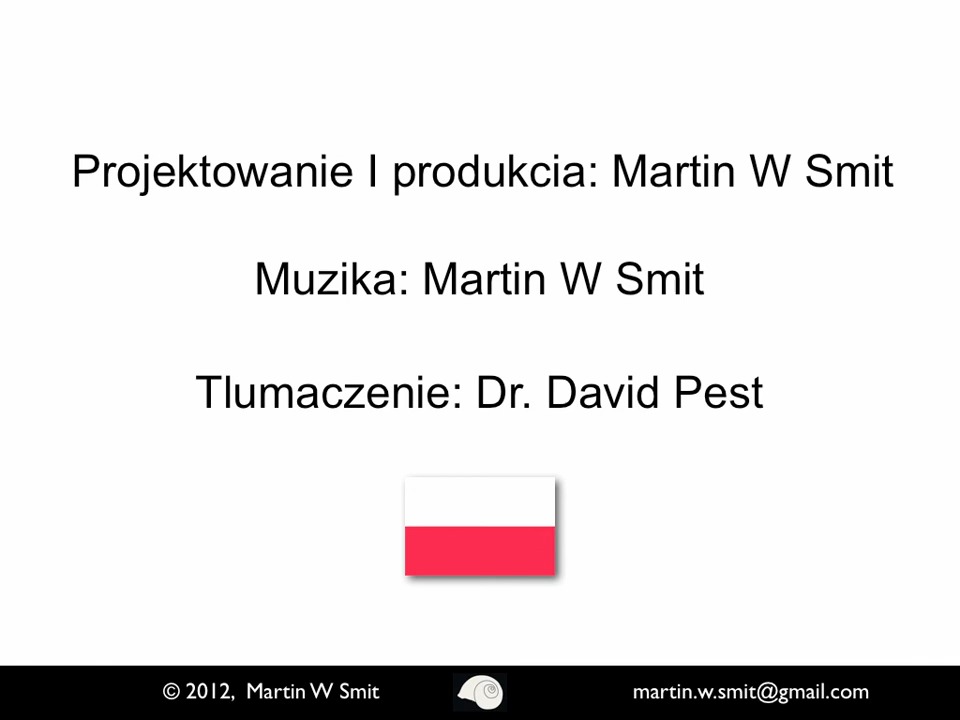 Projektowanie I produkcia: Martin W Smit
Muzika: Martin W Smit
Tlumaczenie: Dr. David Pest
© 2012, Martin W Smit
martin.w.smit@gmail.com